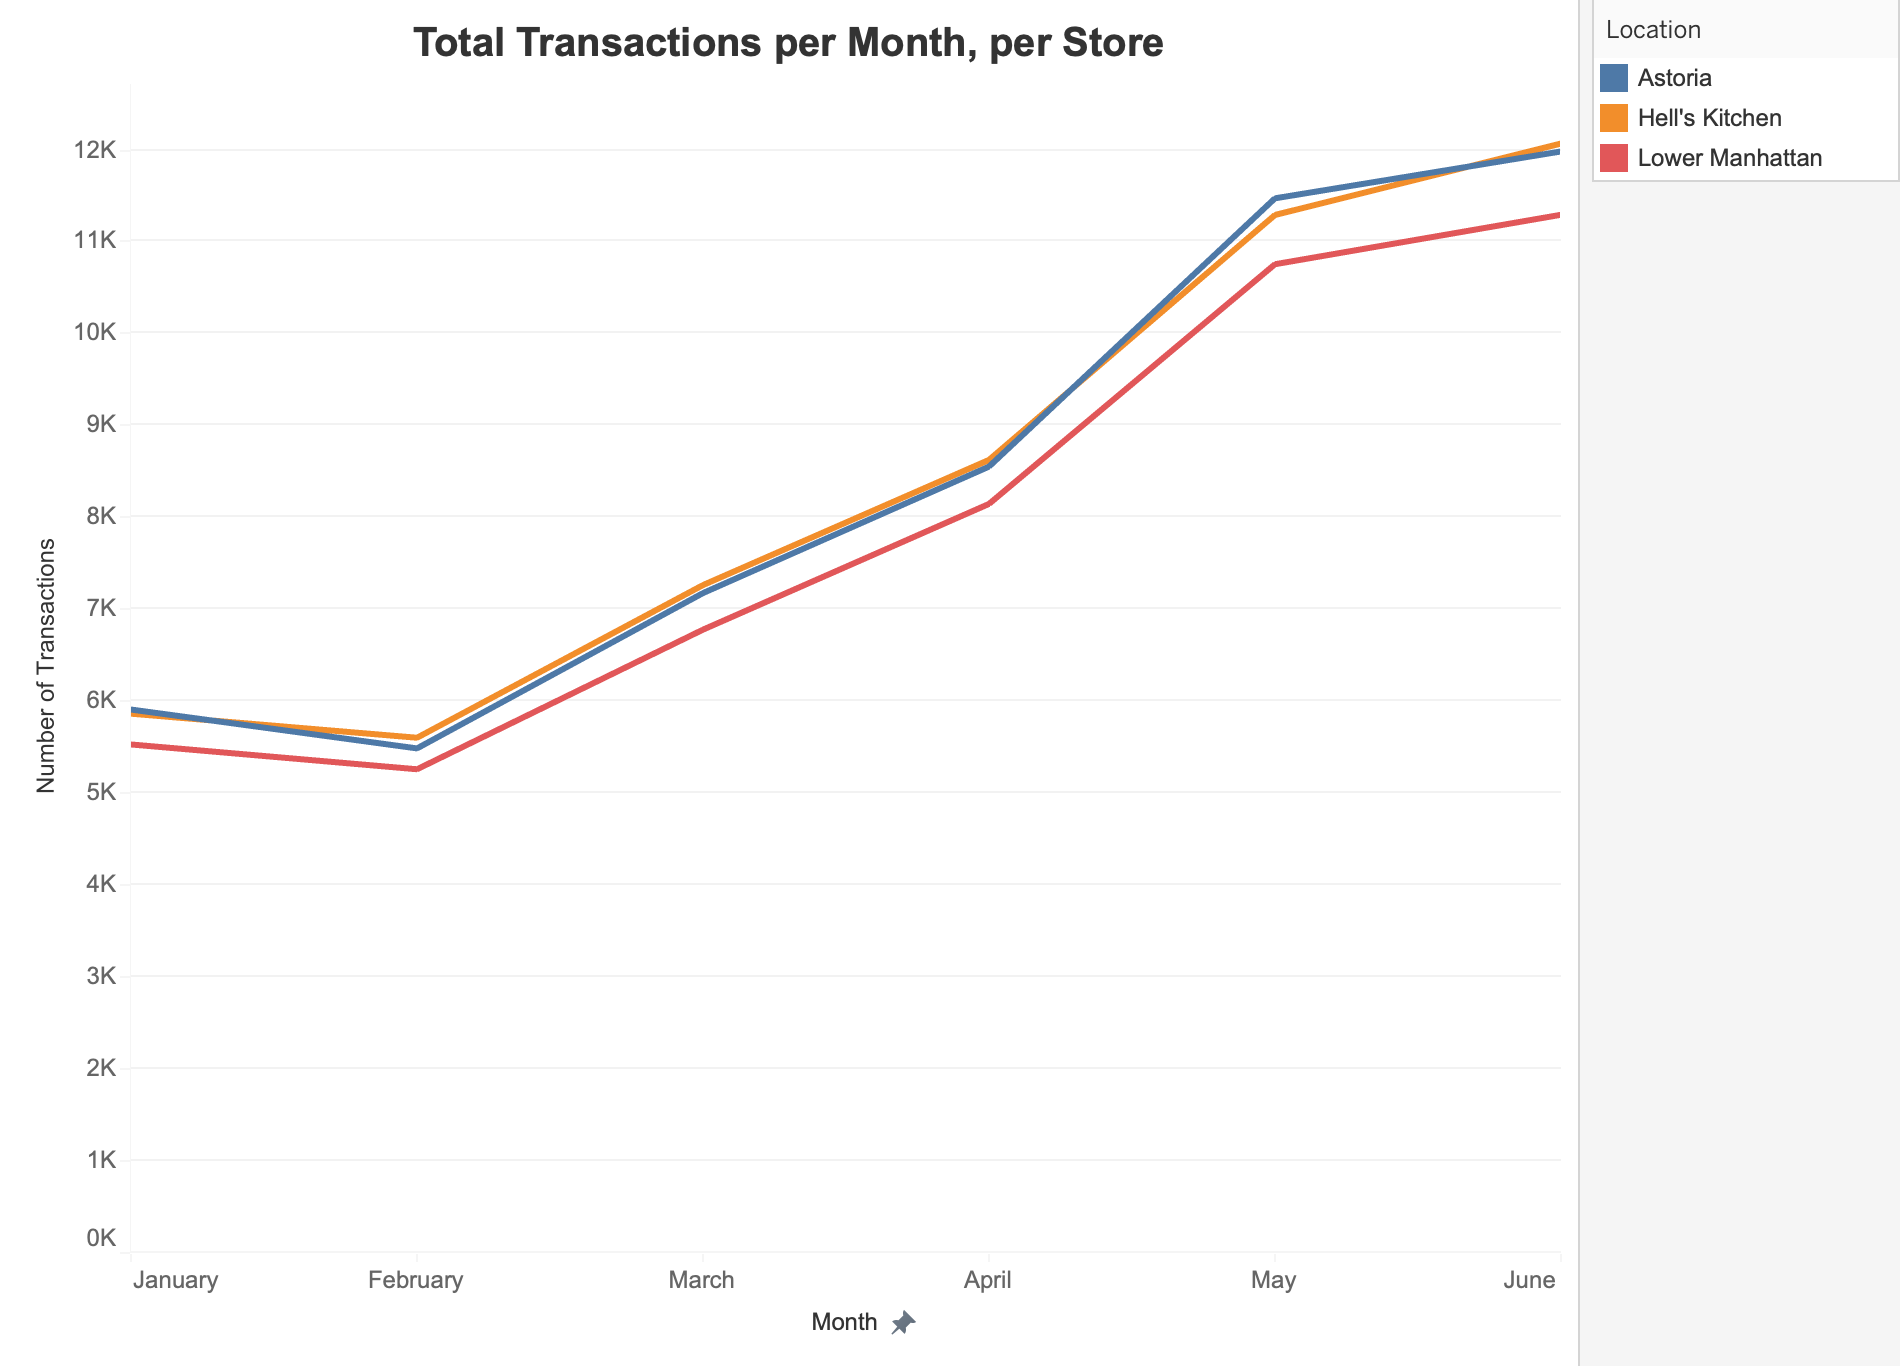 Total Transactions per Month, per Store
Location
Astoria
Hell's Kitchen
Lower Manhattan
Number of Transactions
12K
11K
10K
9K
8K
7K
6K
5K
4K
3K
2K
1K
0K
January February March April May June
Month